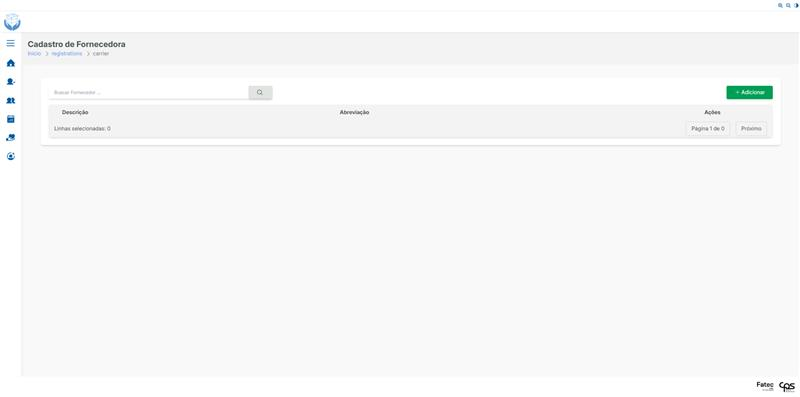 Cadastro de Fornecedora
Início > registrations > carrier
Buscar Fornecedor ...
+ Adicionar
Descrição Abreviação Ações
Linhas selecionadas: 0 Página 1 de 0 Próximo
Fatec cps